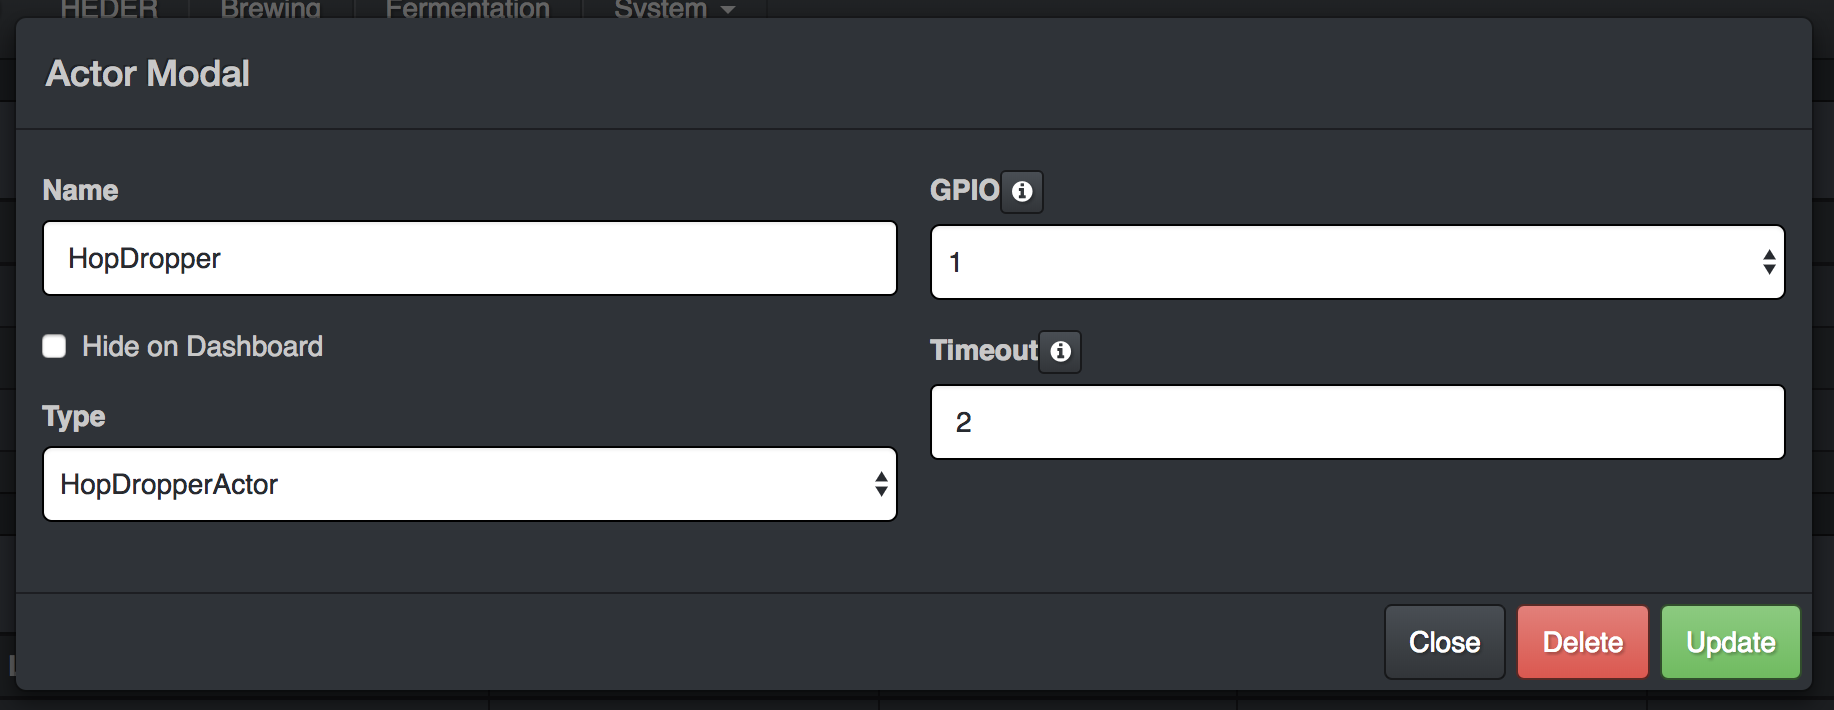 HEDER Brewing Fermentation System
Actor Modal
Name
HopDropper
Hide on Dashboard
Type
HopDropperActor
GPIO
1
Timeout
2
Close Delete Update